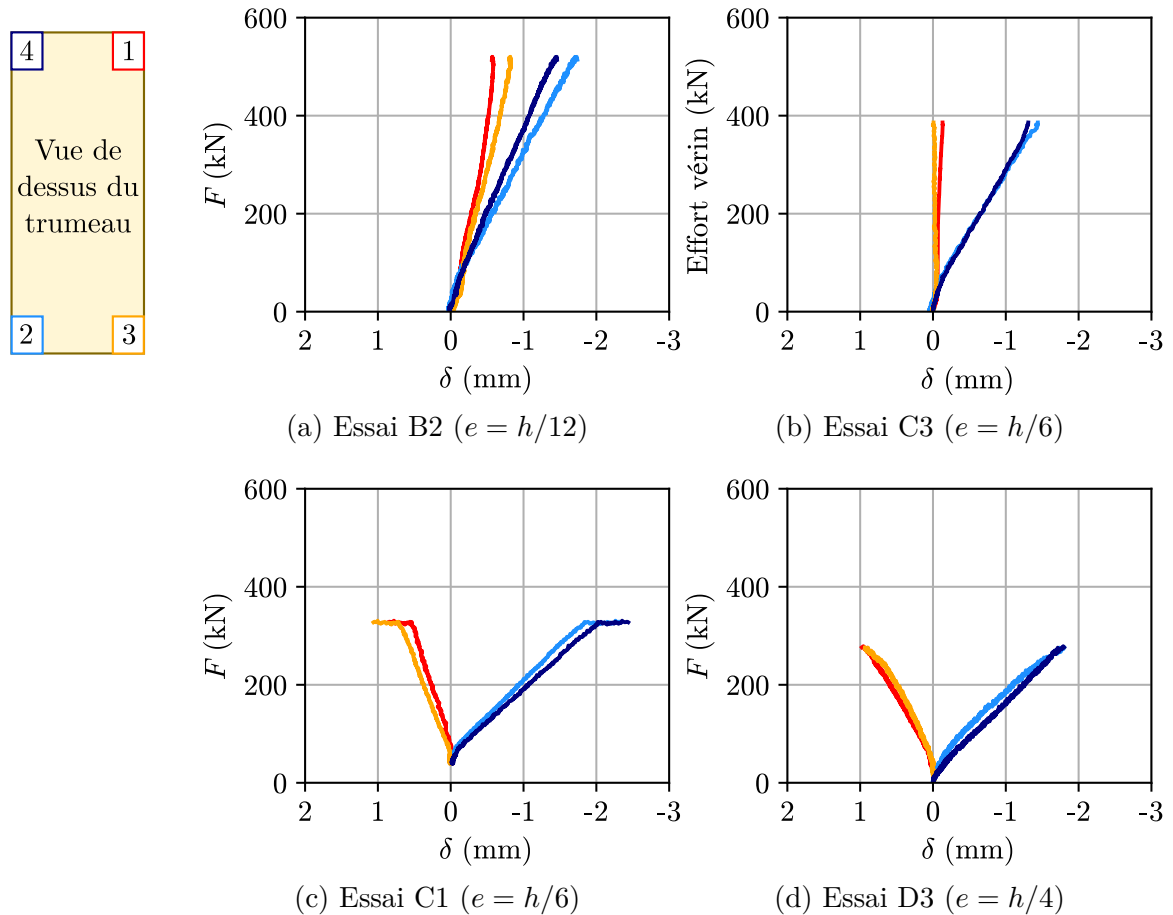 4 1
Vue de
dessus du
trumeau
2 3
600
400
200
0
F (kN)
2 1 0 -1 -2 -3
δ (mm)
(a) Essai B2 (e = h/12)
600
400
200
0
Effort vérin (kN)
2 1 0 -1 -2 -3
δ (mm)
(b) Essai C3 (e = h/6)
600
400
200
0
F (kN)
2 1 0 -1 -2 -3
δ (mm)
(c) Essai C1 (e = h/6)
600
400
200
0
F (kN)
2 1 0 -1 -2 -3
δ (mm)
(d) Essai D3 (e = h/4)